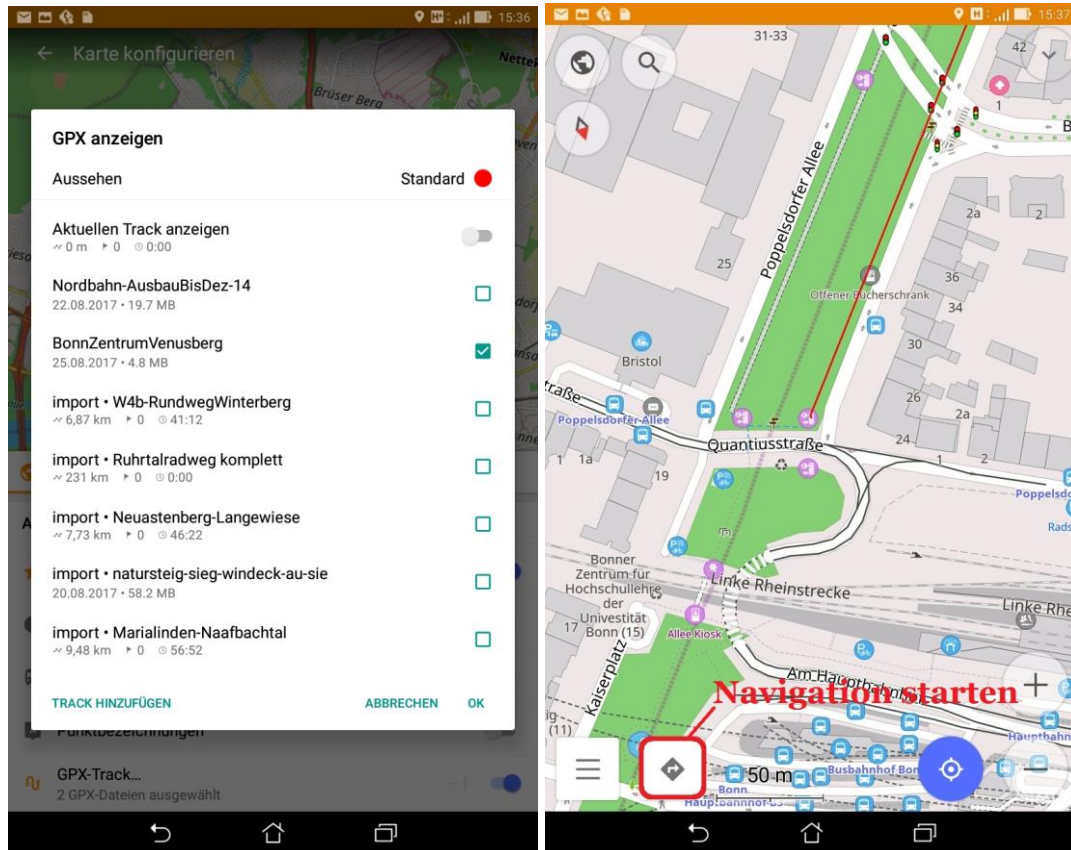 15:36
Karte konfigurieren
Brüser Berg
GPX anzeigen
Aussehen
Standard
Aktuellen Track anzeigen
0 m 0 0:00
Nordbahn-AusbauBisDez-14
22.08.2017 • 19.7 MB
BonnZentrumVenusberg
25.08.2017 • 4.8 MB
import • W4b-RundwegWinterberg
6,87 km 0 41:12
import • Ruhrtalradweg komplett
231 km 0 0:00
import • Neuastenberg-Langewiese
7,73 km 0 46:22
import • natursteig-sieg-windeck-au-sie
20.08.2017 • 58.2 MB
import • Marialinden-Naafbachtal
9,48 km 0 56:52
TRACK HINZUFÜGEN
ABBRECHEN
OK
Punktbezeichnungen
GPX-Track...
2 GPX-Dateien ausgewählt
15:37
31-33
42
1
B
Poppelsdorfer Allee
2a
2
25
36
Offener Bücherschrank
34
30
Bristol
26
2a
Poppelsdorfer Allee
24
Quantiusstraße
1
1a
1
2
19
Poppelsdo
Rads
Bonner
Zentrum für
Hochschullehre
der
Univestität
Bonn (15)
17
Linke Rheinstrecke
Linke Rhe
Allee Kiosk
Kaiserplatz
Am Hauptbahnhof
Navigation starten
(11)
Hauptbahn
50 m
Busbahnhof Bon
Bonn